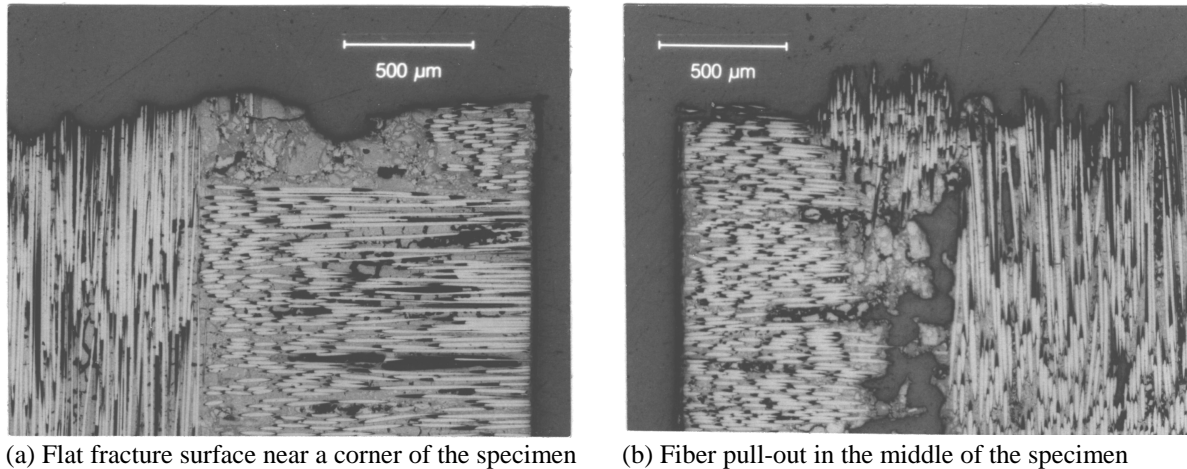 500 µm
500 µm
(a) Flat fracture surface near a corner of the specimen
(b) Fiber pull-out in the middle of the specimen